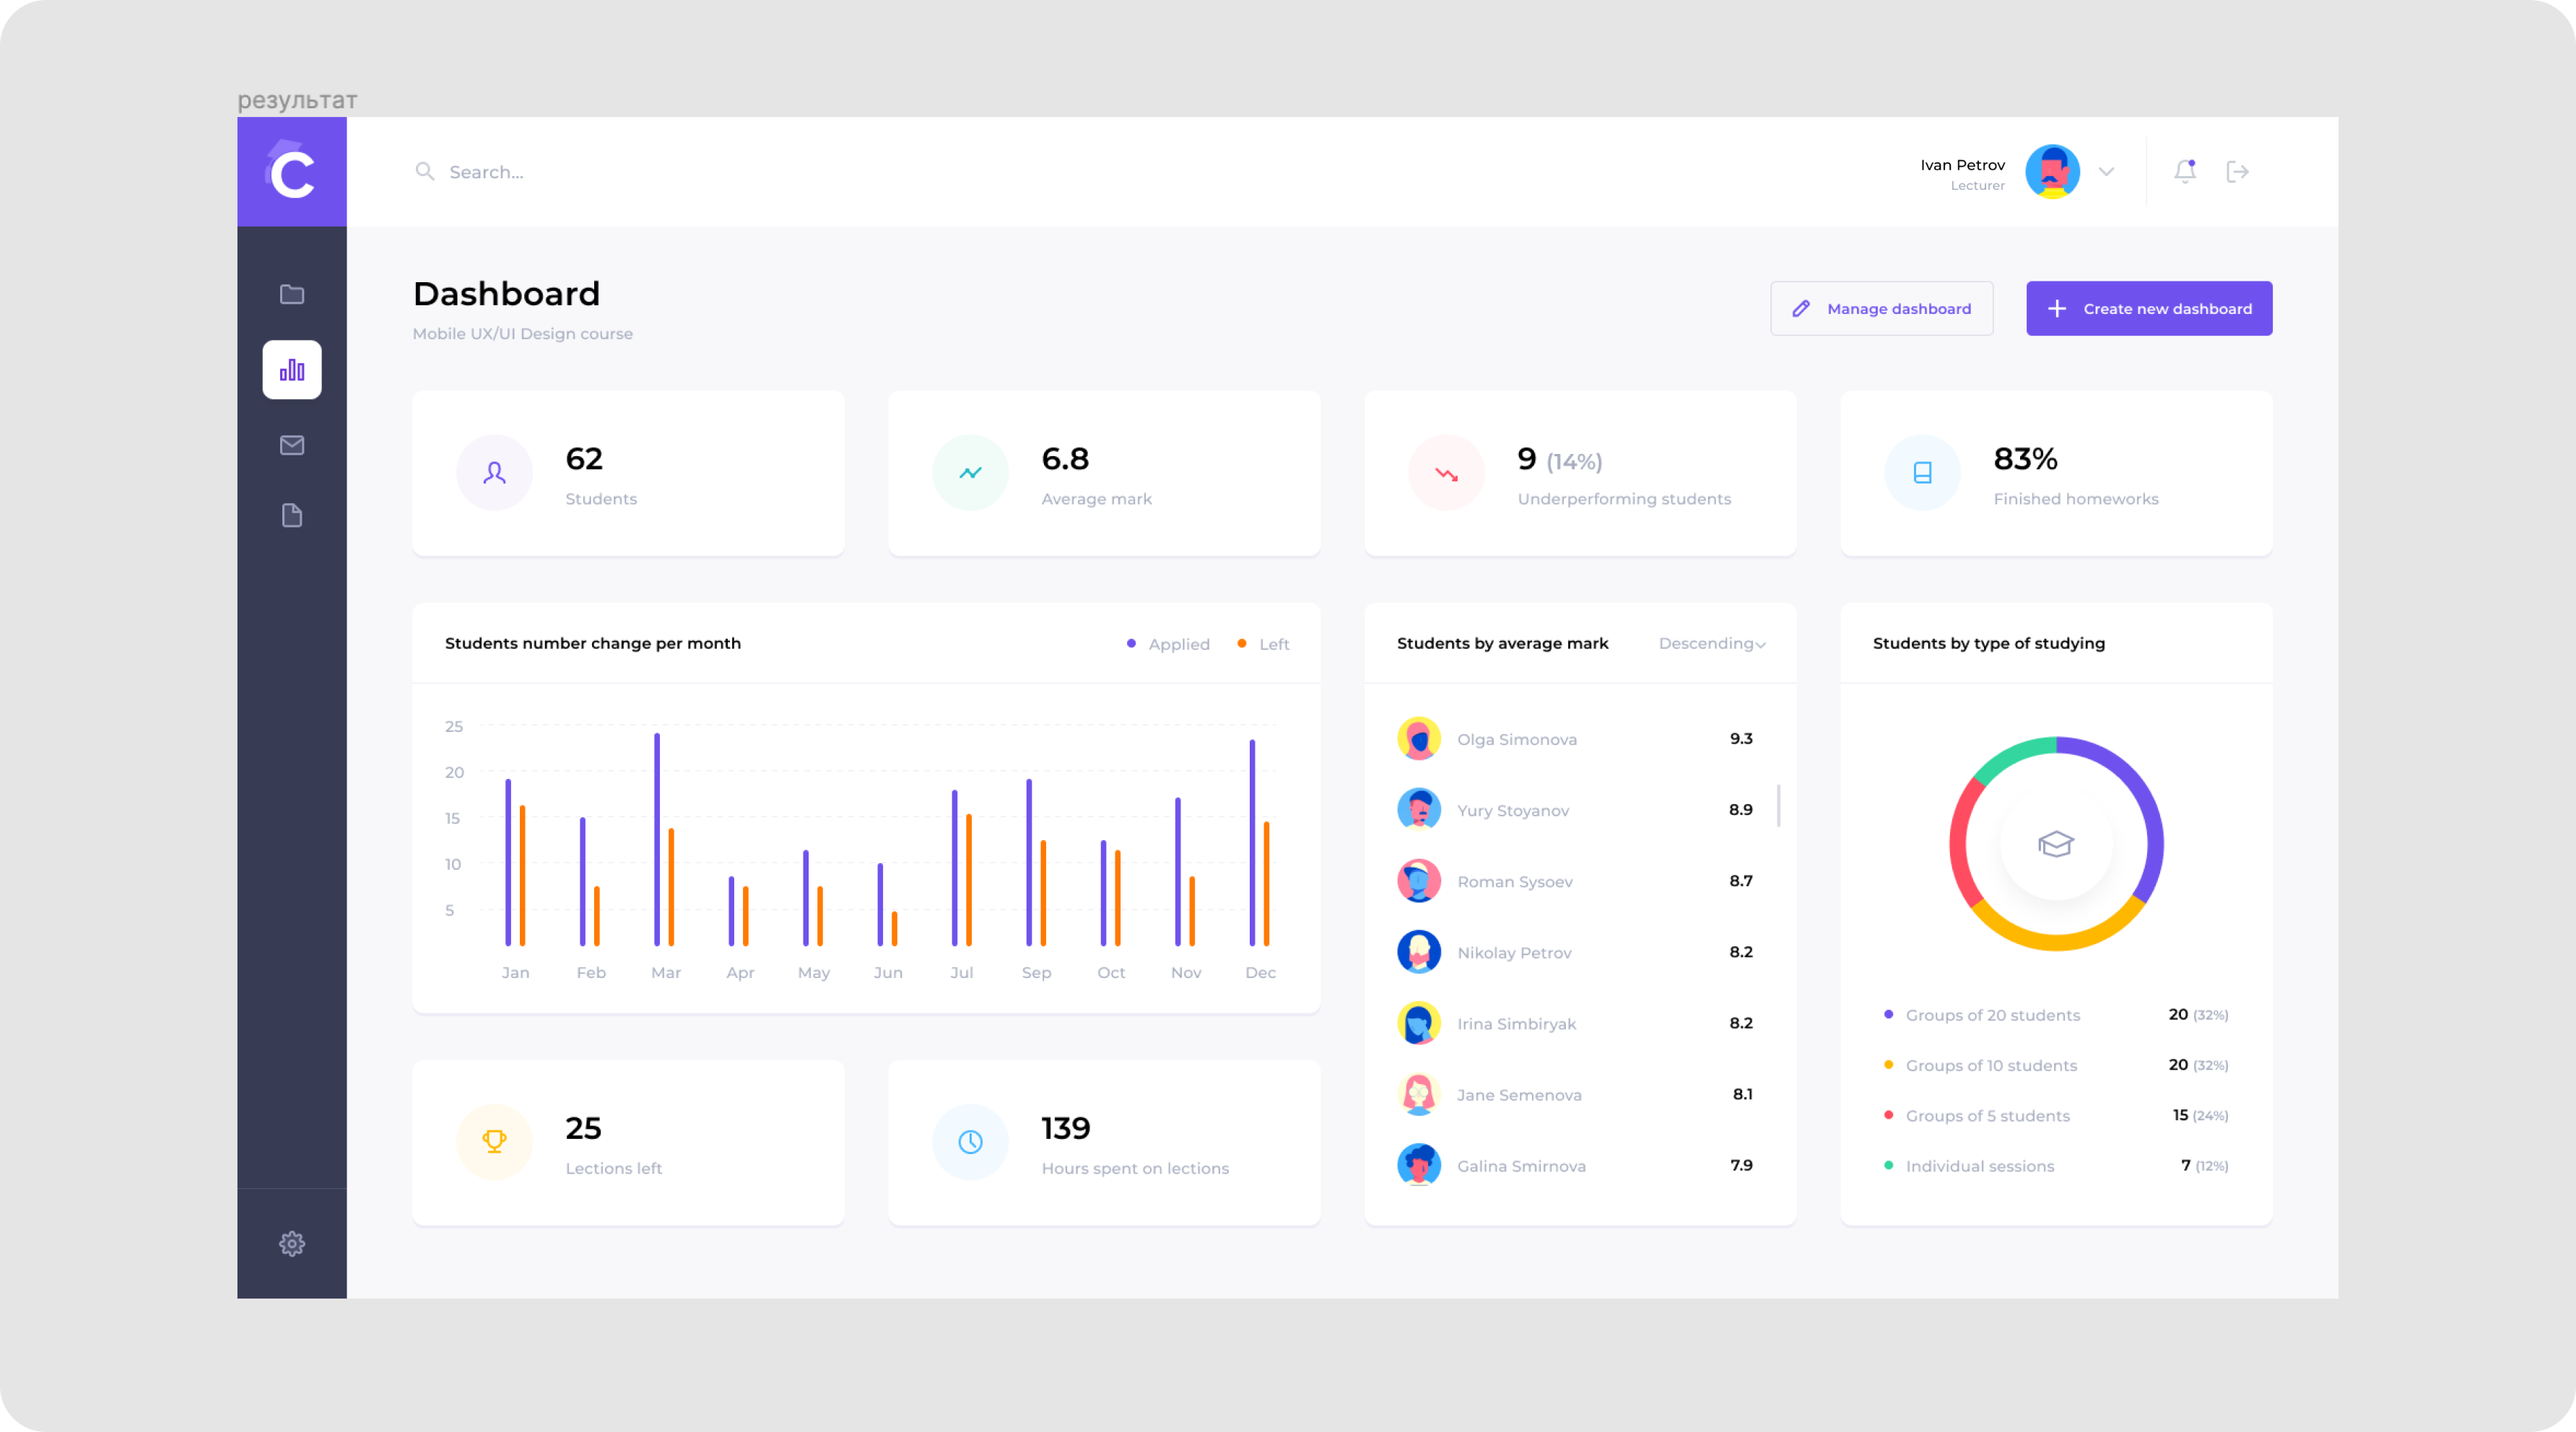 результат
C
Search...
Ivan Petrov
Lecturer
Dashboard
Mobile UX/UI Design course
Manage dashboard
Create new dashboard
62
Students
6.8
Average mark
9 (14%)
Underperforming students
83%
Finished homeworks
Students number change per month
Applied
Left
25
20
15
10
5
Jan Feb Mar Apr May Jun Jul Sep Oct Nov Dec
25
Lections left
139
Hours spent on lections
Students by average mark
Descending
Olga Simonova 9.3
Yury Stoyanov 8.9
Roman Sysoev 8.7
Nikolay Petrov 8.2
Irina Simbiryak 8.2
Jane Semenova 8.1
Galina Smirnova 7.9
Students by type of studying
Groups of 20 students 20 (32%)
Groups of 10 students 20 (32%)
Groups of 5 students 15 (24%)
Individual sessions 7 (12%)